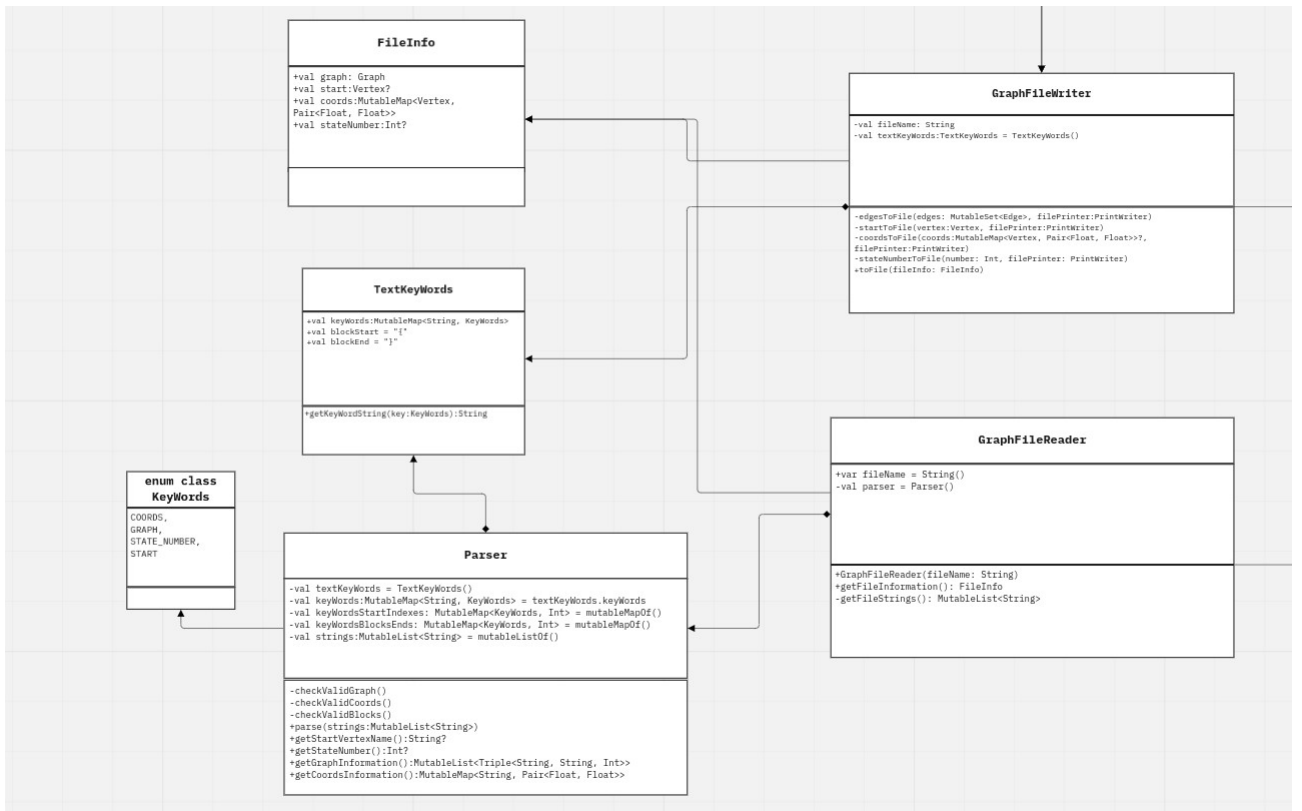 FileInfo
+val graph: Graph
+val start:Vertex?
+val coords:MutableMap<Vertex,
Pair<Float, Float>>
+val stateNumber:Int?
GraphFileWriter
-val fileName: String
-val textKeyWords:TextKeyWords = TextKeyWords()
-edgesToFile(edges: MutableSet<Edge>, filePrinter:PrintWriter)
-startToFile(vertex:Vertex, filePrinter:PrintWriter)
-coordsToFile(coords:MutableMap<Vertex, Pair<Float, Float>>?,
filePrinter:PrintWriter)
-stateNumberToFile(number: Int, filePrinter: PrintWriter)
+toFile(fileInfo: FileInfo)
TextKeyWords
+val keyWords:MutableMap<String, KeyWords>
+val blockStart = "{"
+val blockEnd = "}"
+getKeyWordString(key:KeyWords):String
GraphFileReader
+var fileName = String()
-val parser = Parser()
+GraphFileReader(fileName: String)
+getFileInformation(): FileInfo
-getFileStrings(): MutableList<String>
enum class
KeyWords
COORDS,
GRAPH,
STATE_NUMBER,
START
Parser
-val textKeyWords = TextKeyWords()
-val keyWords:MutableMap<String, KeyWords> = textKeyWords.keyWords
-val keyWordsStartIndexes: MutableMap<KeyWords, Int> = mutableMapOf()
-val keyWordsBlocksEnds: MutableMap<KeyWords, Int> = mutableMapOf()
-val strings:MutableList<String> = mutableListOf()
-checkValidGraph()
-checkValidCoords()
-checkValidBlocks()
+parse(strings:MutableList<String>)
+getStartVertexName():String?
+getStateNumber():Int?
+getGraphInformation():MutableList<Triple<String, String, Int>>
+getCoordsInformation():MutableMap<String, Pair<Float, Float>>